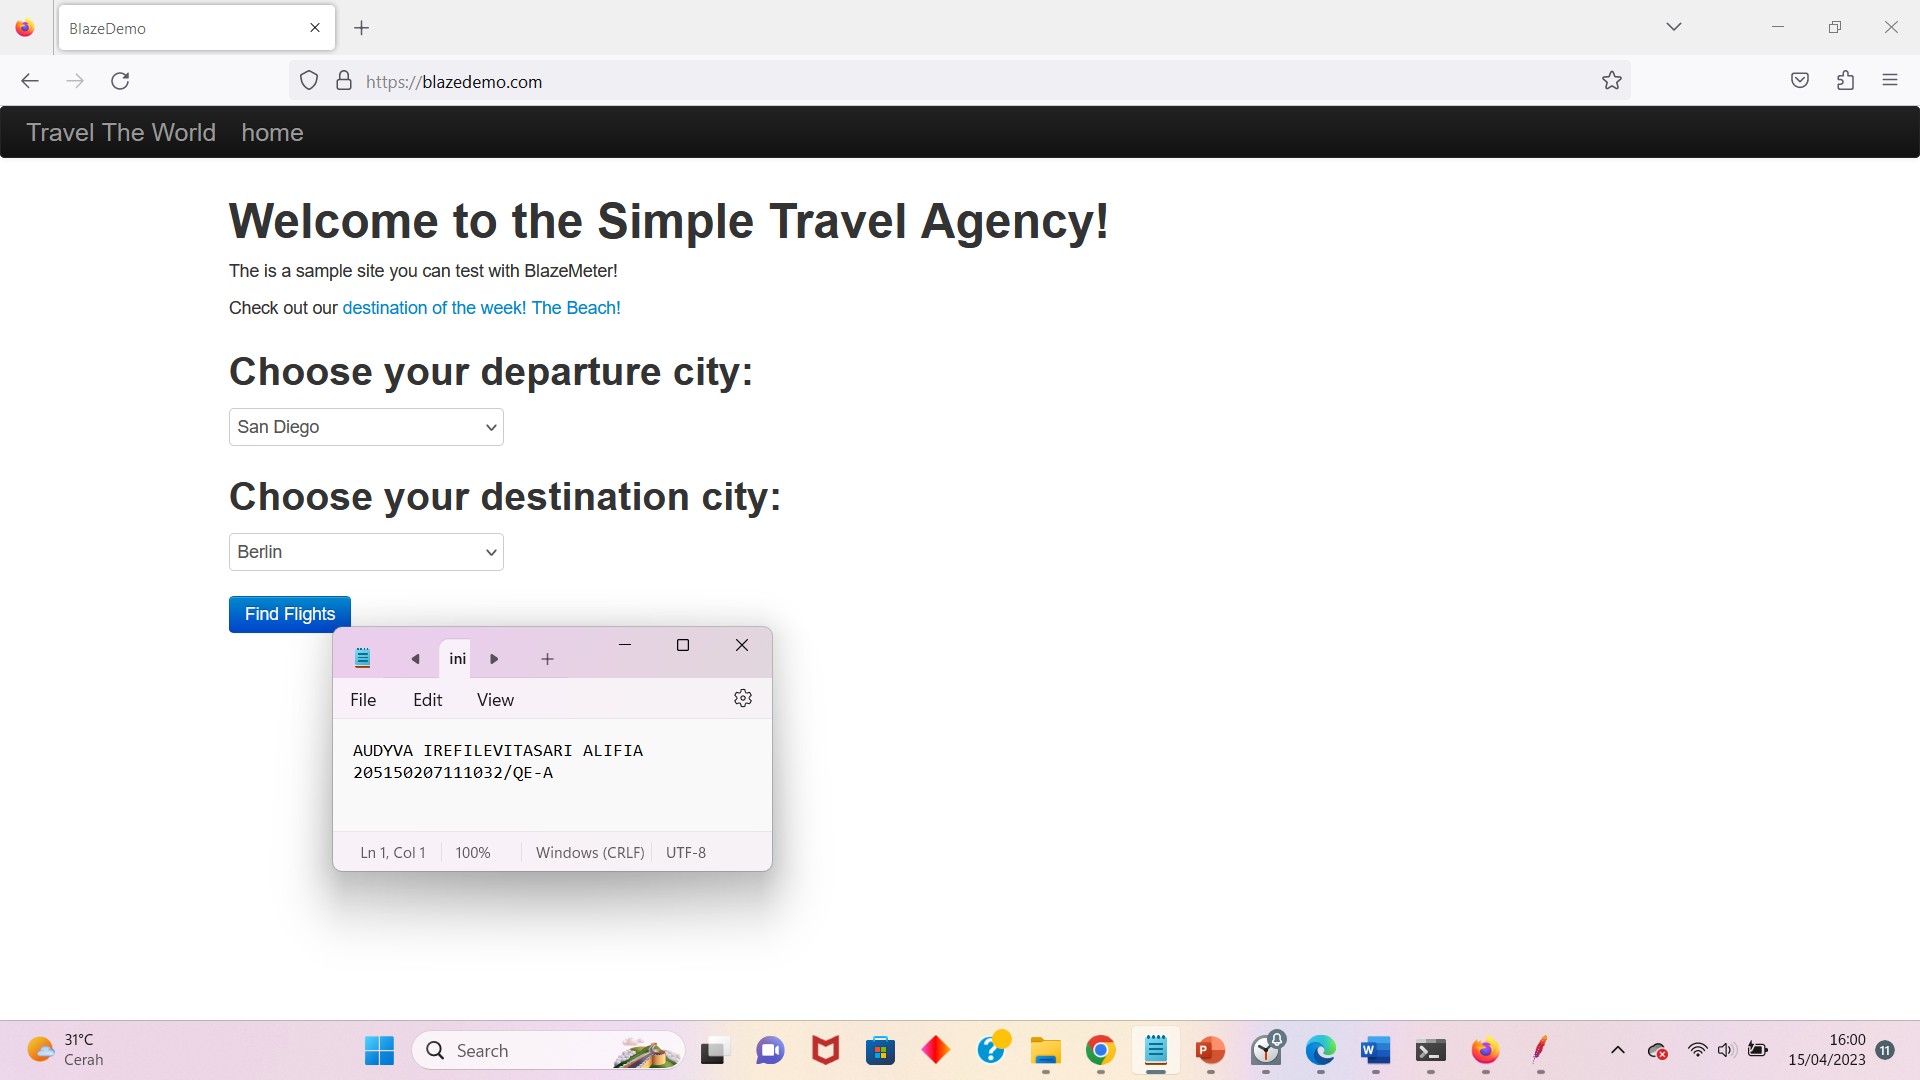 BlazeDemo
https://blazedemo.com
Travel The World home
Welcome to the Simple Travel Agency!
The is a sample site you can test with BlazeMeter!
Check out our destination of the week! The Beach!
Choose your departure city:
San Diego
Choose your destination city:
Berlin
Find Flights
ini
File Edit View
AUDYVA IREFILEVITASARI ALIFIA
205150207111032/QE-A
Ln 1, Col 1 100% Windows (CRLF) UTF-8
31°C
Cerah
Search
16:00
15/04/2023
11